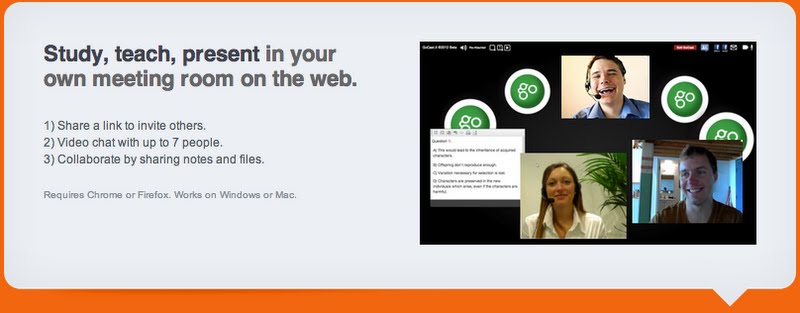 Study, teach, present in your
own meeting room on the web.
1) Share a link to invite others.
2) Video chat with up to 7 people.
3) Collaborate by sharing notes and files.
Requires Chrome or Firefox. Works on Windows or Mac.
go
go
go
go
Question 1:
A) This would lead to the inheritance of acquired
characters.
B) Offspring don't reproduce enough.
C) Variation necessary for selection is lost.
D) Characters are preserved in the new
individuals which arise, even if the characters are
harmful.